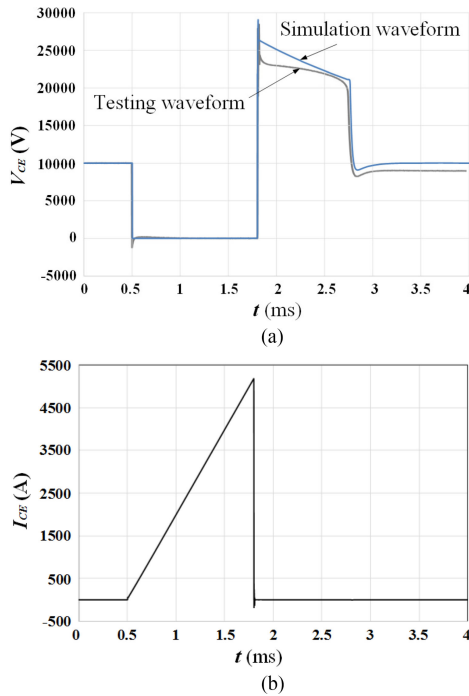 30000
Simulation waveform
25000
20000
Testing waveform
15000
V_CE (V)
10000
5000
0
-5000
0 0.5 1 1.5 2 2.5 3 3.5 4
t (ms)
(a)
5500
4500
3500
I_CE (A)
2500
1500
500
-500
0 0.5 1 1.5 2 2.5 3 3.5 4
t (ms)
(b)